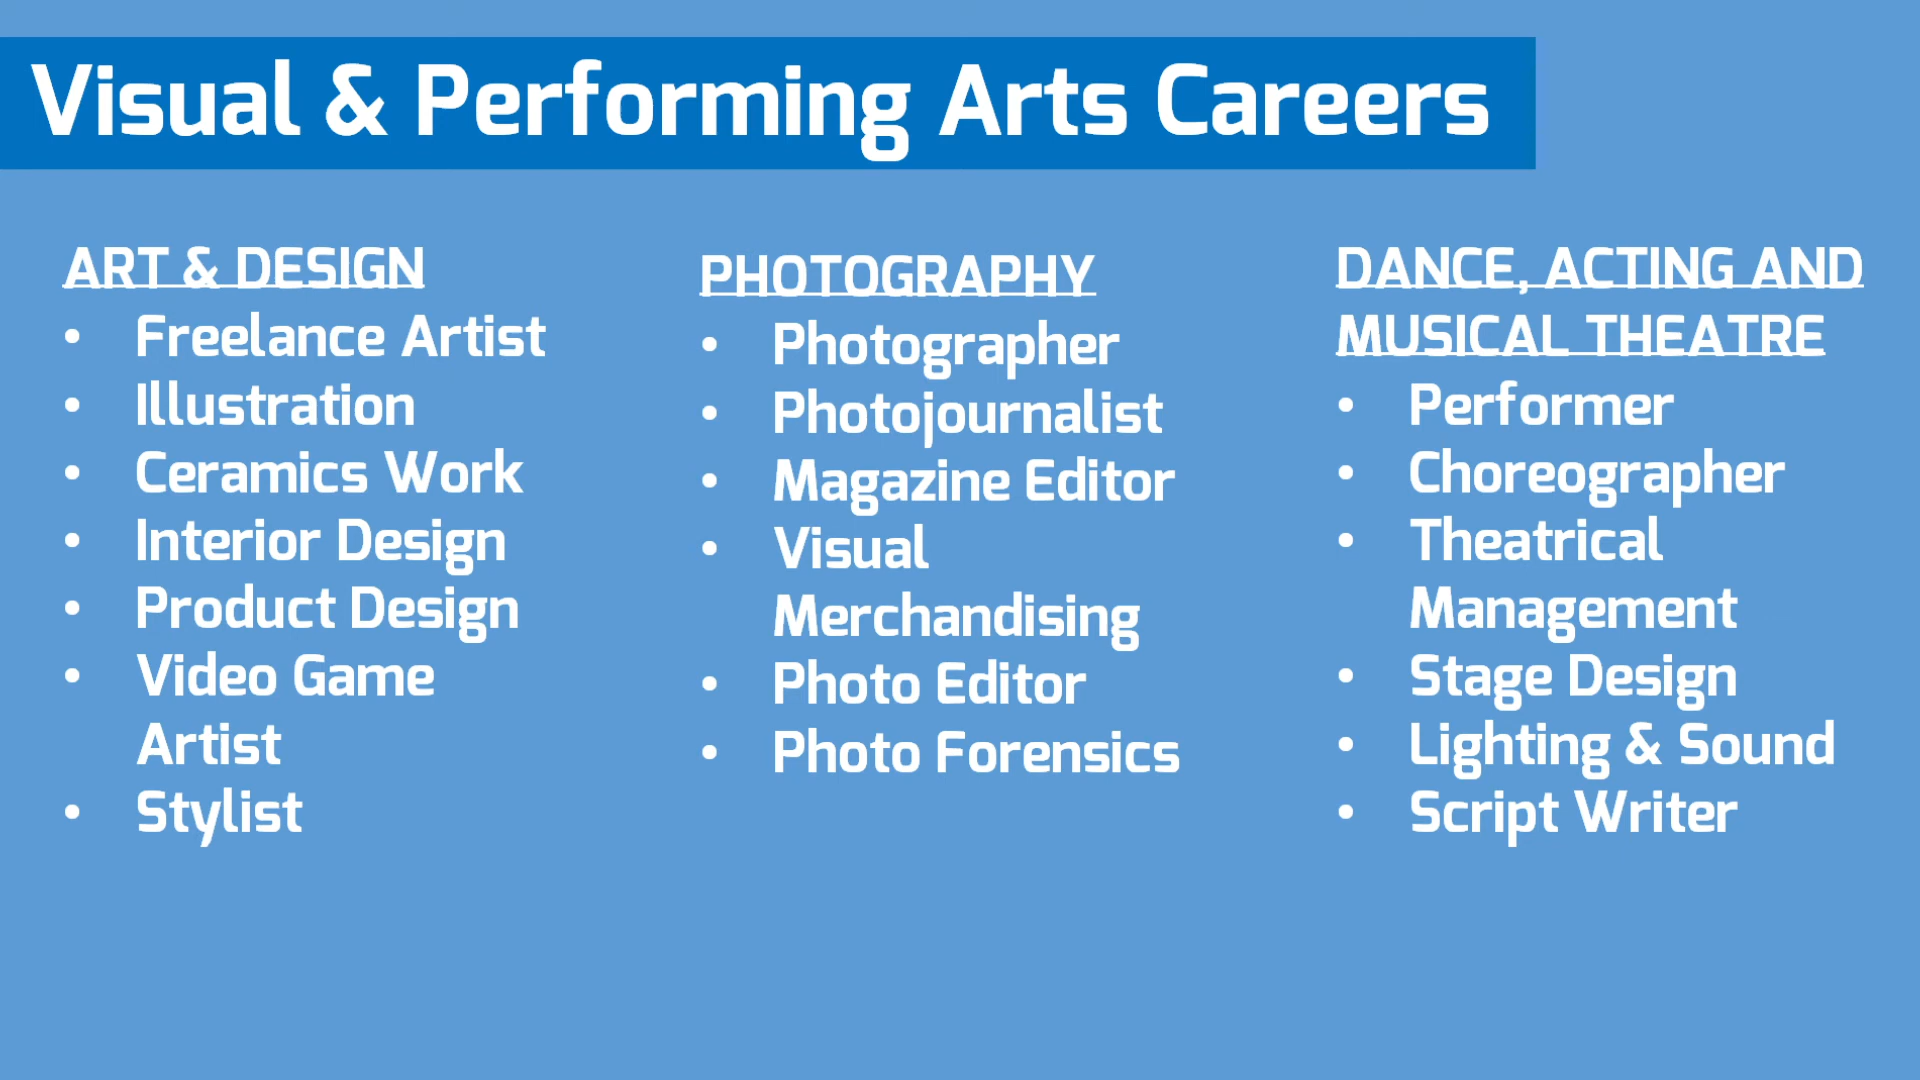 Visual & Performing Arts Careers
ART & DESIGN
• Freelance Artist
• Illustration
• Ceramics Work
• Interior Design
• Product Design
• Video Game
Artist
• Stylist
PHOTOGRAPHY
• Photographer
• Photojournalist
• Magazine Editor
• Visual
Merchandising
• Photo Editor
• Photo Forensics
DANCE, ACTING AND
MUSICAL THEATRE
• Performer
• Choreographer
• Theatrical
Management
• Stage Design
• Lighting & Sound
• Script Writer